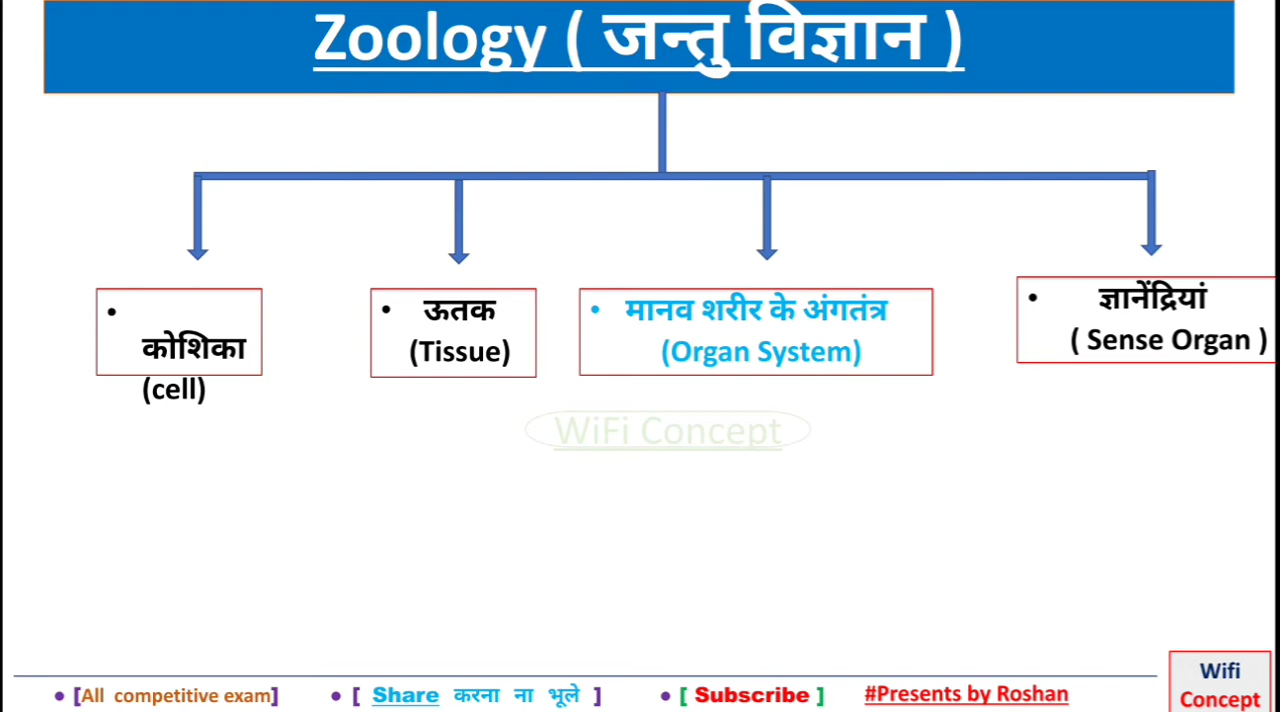 Zoology ( जन्तु विज्ञान )
• कोशिका
(cell)
• ऊतक
(Tissue)
• मानव शरीर के अंगतंत्र
(Organ System)
• ज्ञानेंद्रियां
( Sense Organ )
WiFi Concept
• [All competitive exam]
• [ Share करना ना भूले ]
• [ Subscribe ]
#Presents by Roshan
Wifi
Concept